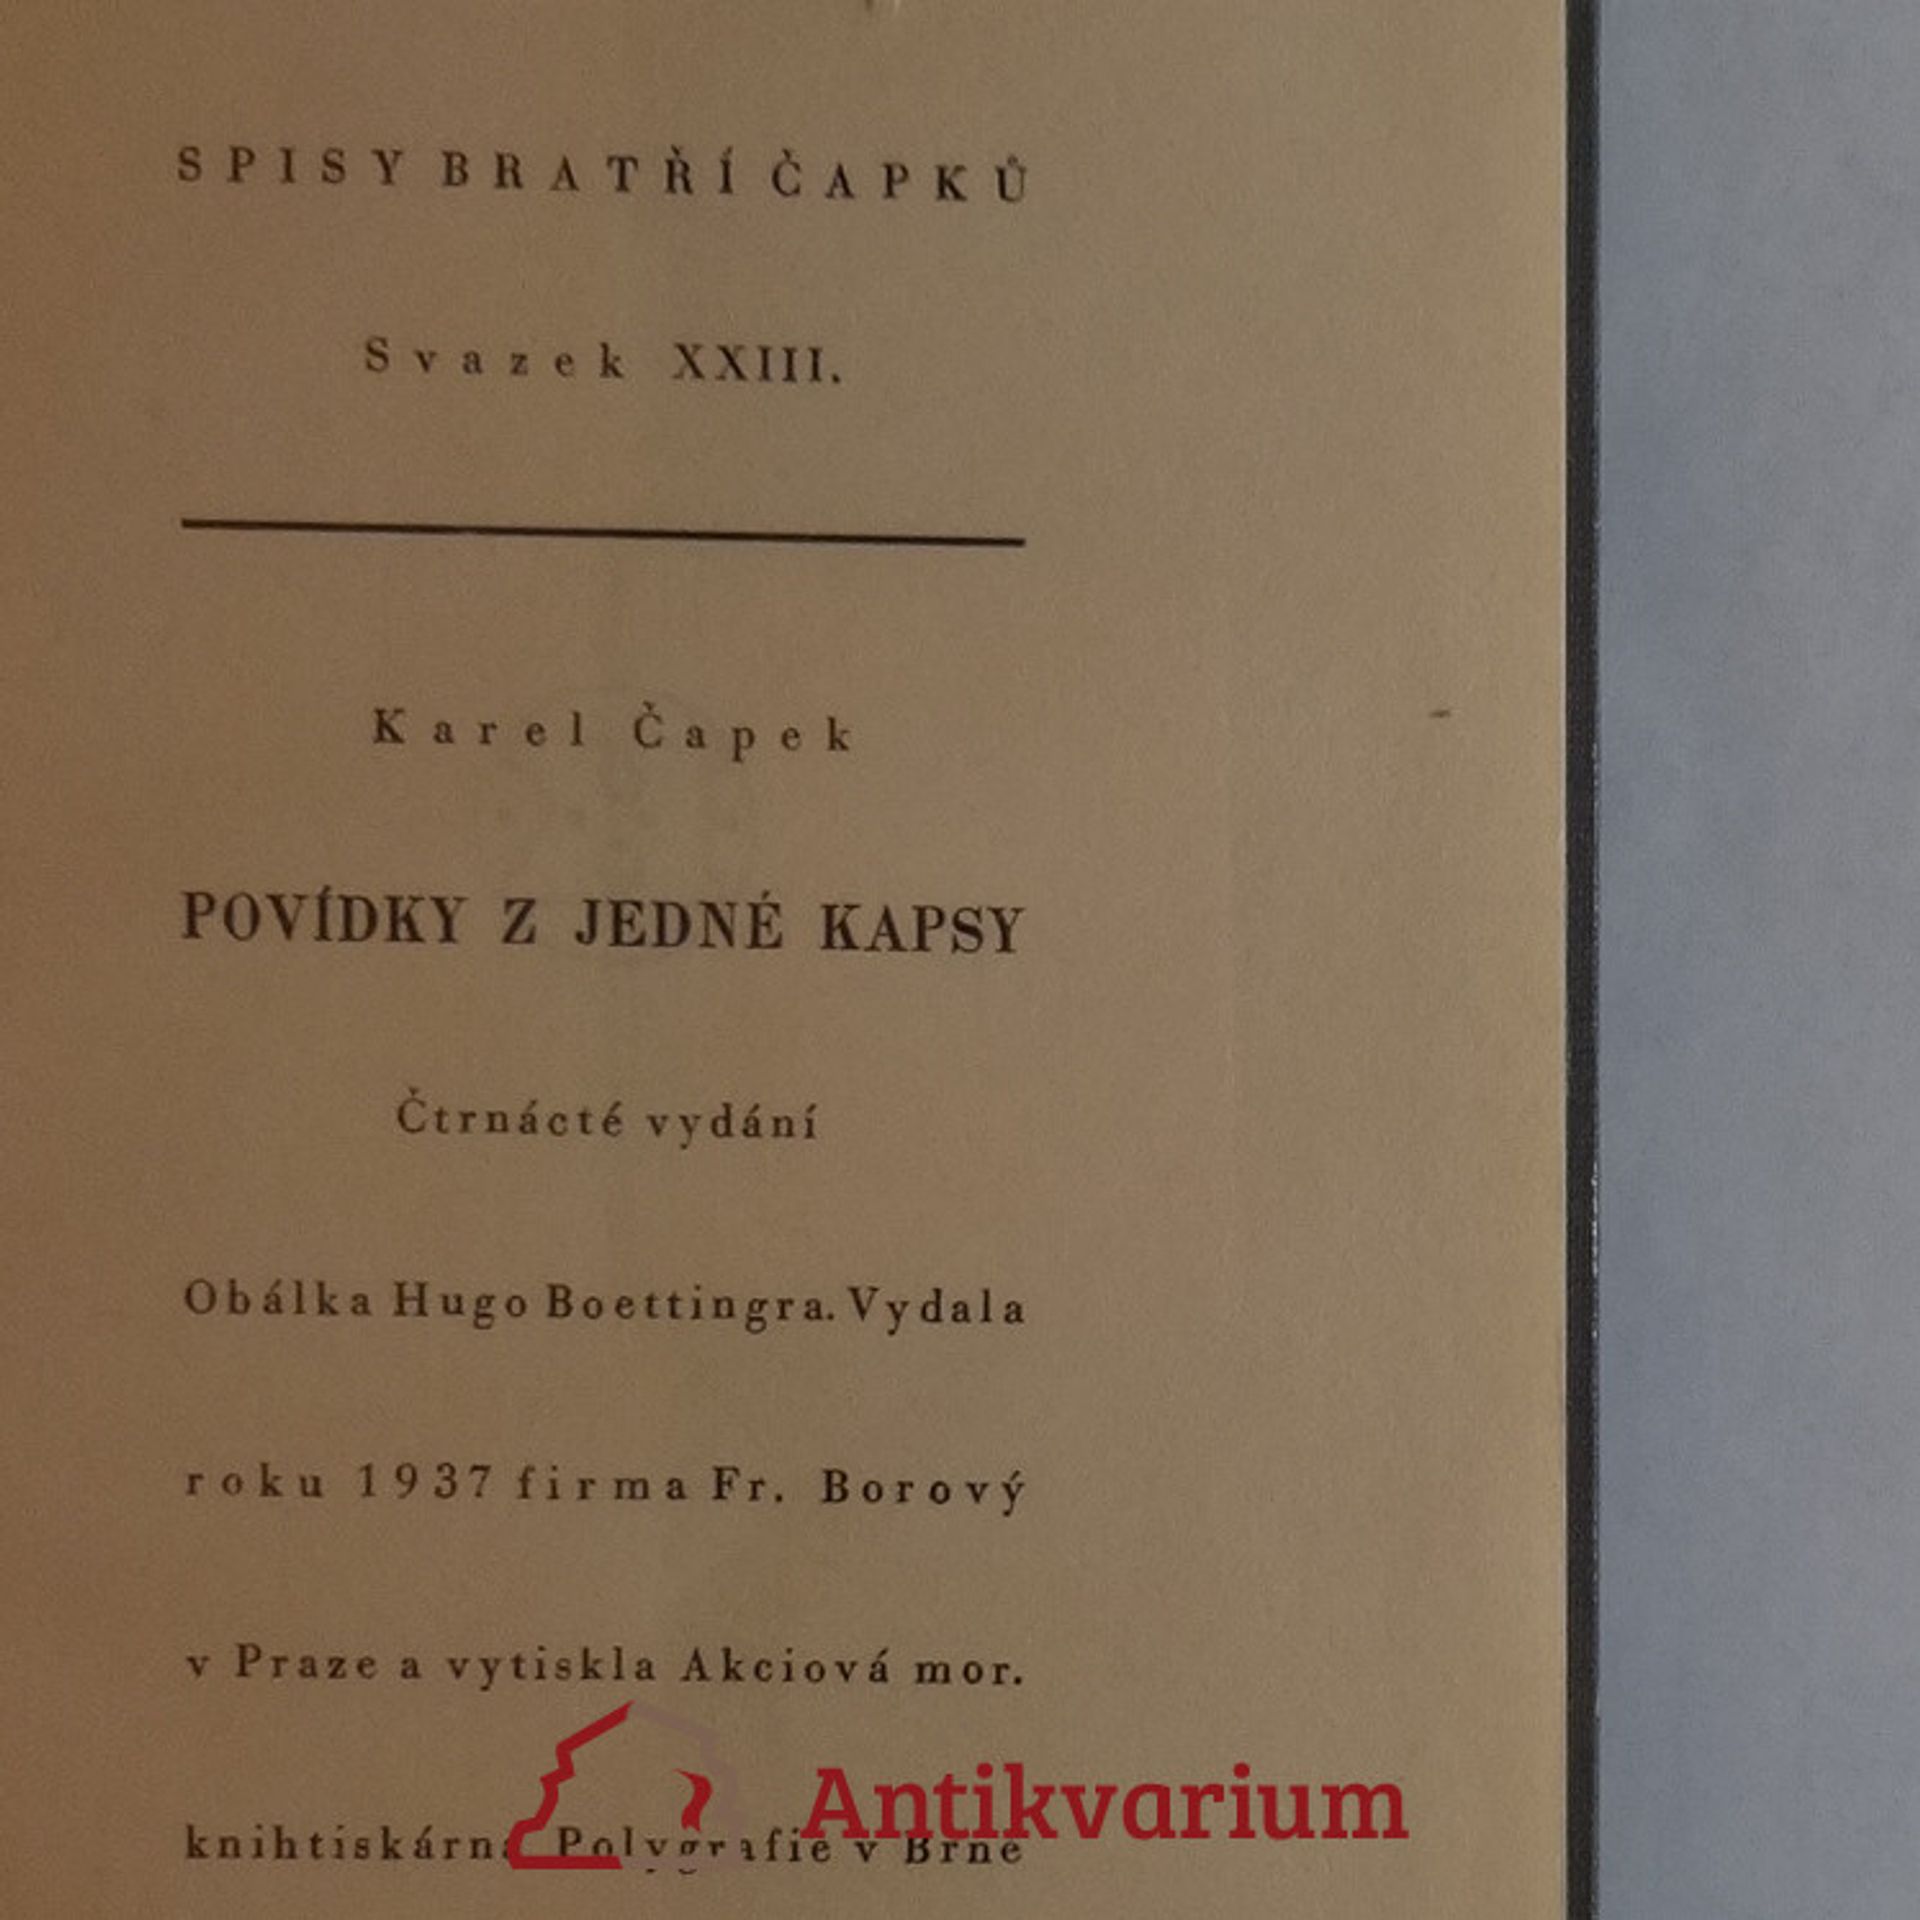 SPISY BRATŘÍ ČAPKŮ
Svazek XXIII.
Karel Čapek
POVÍDKY Z JEDNÉ KAPSY
Čtrnácté vydání
Obálka Hugo Boettingra. Vydala
roku 1937 firma Fr. Borový
v Praze a vytiskla Akciová mor.
knihtiskárna Polygrafie v Brně
Antikvarium